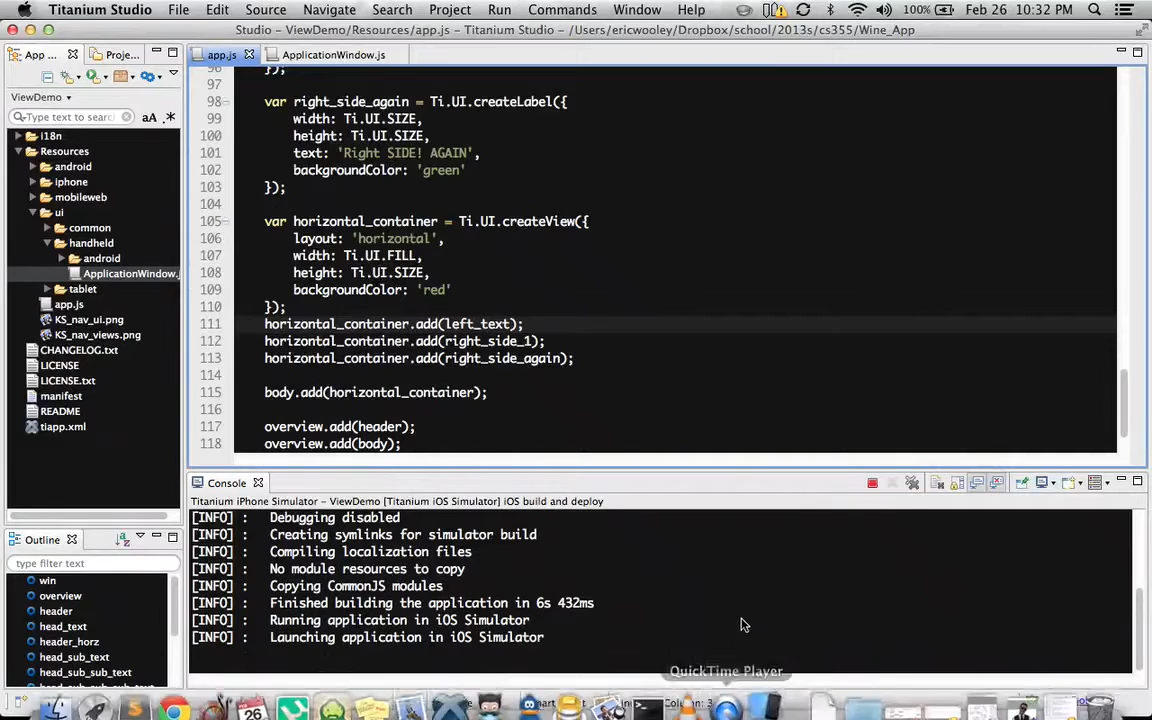 Titanium Studio File Edit Source Navigate Search Project Run Commands Window Help 100% Feb 26 10:32 PM
Studio – ViewDemo/Resources/app.js – Titanium Studio – /Users/ericwooley/Dropbox/school/2013s/cs355/Wine_App
App ... Proje...
ViewDemo
Type text to searc aA .*
i18n
Resources
android
iphone
mobileweb
ui
common
handheld
android
ApplicationWindow.j
tablet
app.js
KS_nav_ui.png
KS_nav_views.png
CHANGELOG.txt
LICENSE
LICENSE.txt
manifest
README
tiapp.xml
Outline
type filter text
win
overview
header
head_text
header_horz
head_sub_text
head_sub_sub_text
app.js ApplicationWindow.js
96 });
97
98 var right_side_again = Ti.UI.createLabel({
99 width: Ti.UI.SIZE,
100 height: Ti.UI.SIZE,
101 text: 'Right SIDE! AGAIN',
102 backgroundColor: 'green'
103 });
104
105 var horizontal_container = Ti.UI.createView({
106 layout: 'horizontal',
107 width: Ti.UI.FILL,
108 height: Ti.UI.SIZE,
109 backgroundColor: 'red'
110 });
111 horizontal_container.add(left_text);
112 horizontal_container.add(right_side_1);
113 horizontal_container.add(right_side_again);
114
115 body.add(horizontal_container);
116
117 overview.add(header);
118 overview.add(body);
Console
Titanium iPhone Simulator – ViewDemo [Titanium iOS Simulator] iOS build and deploy
[INFO] : Debugging disabled
[INFO] : Creating symlinks for simulator build
[INFO] : Compiling localization files
[INFO] : No module resources to copy
[INFO] : Copying CommonJS modules
[INFO] : Finished building the application in 6s 432ms
[INFO] : Running application in iOS Simulator
[INFO] : Launching application in iOS Simulator
QuickTime Player
26